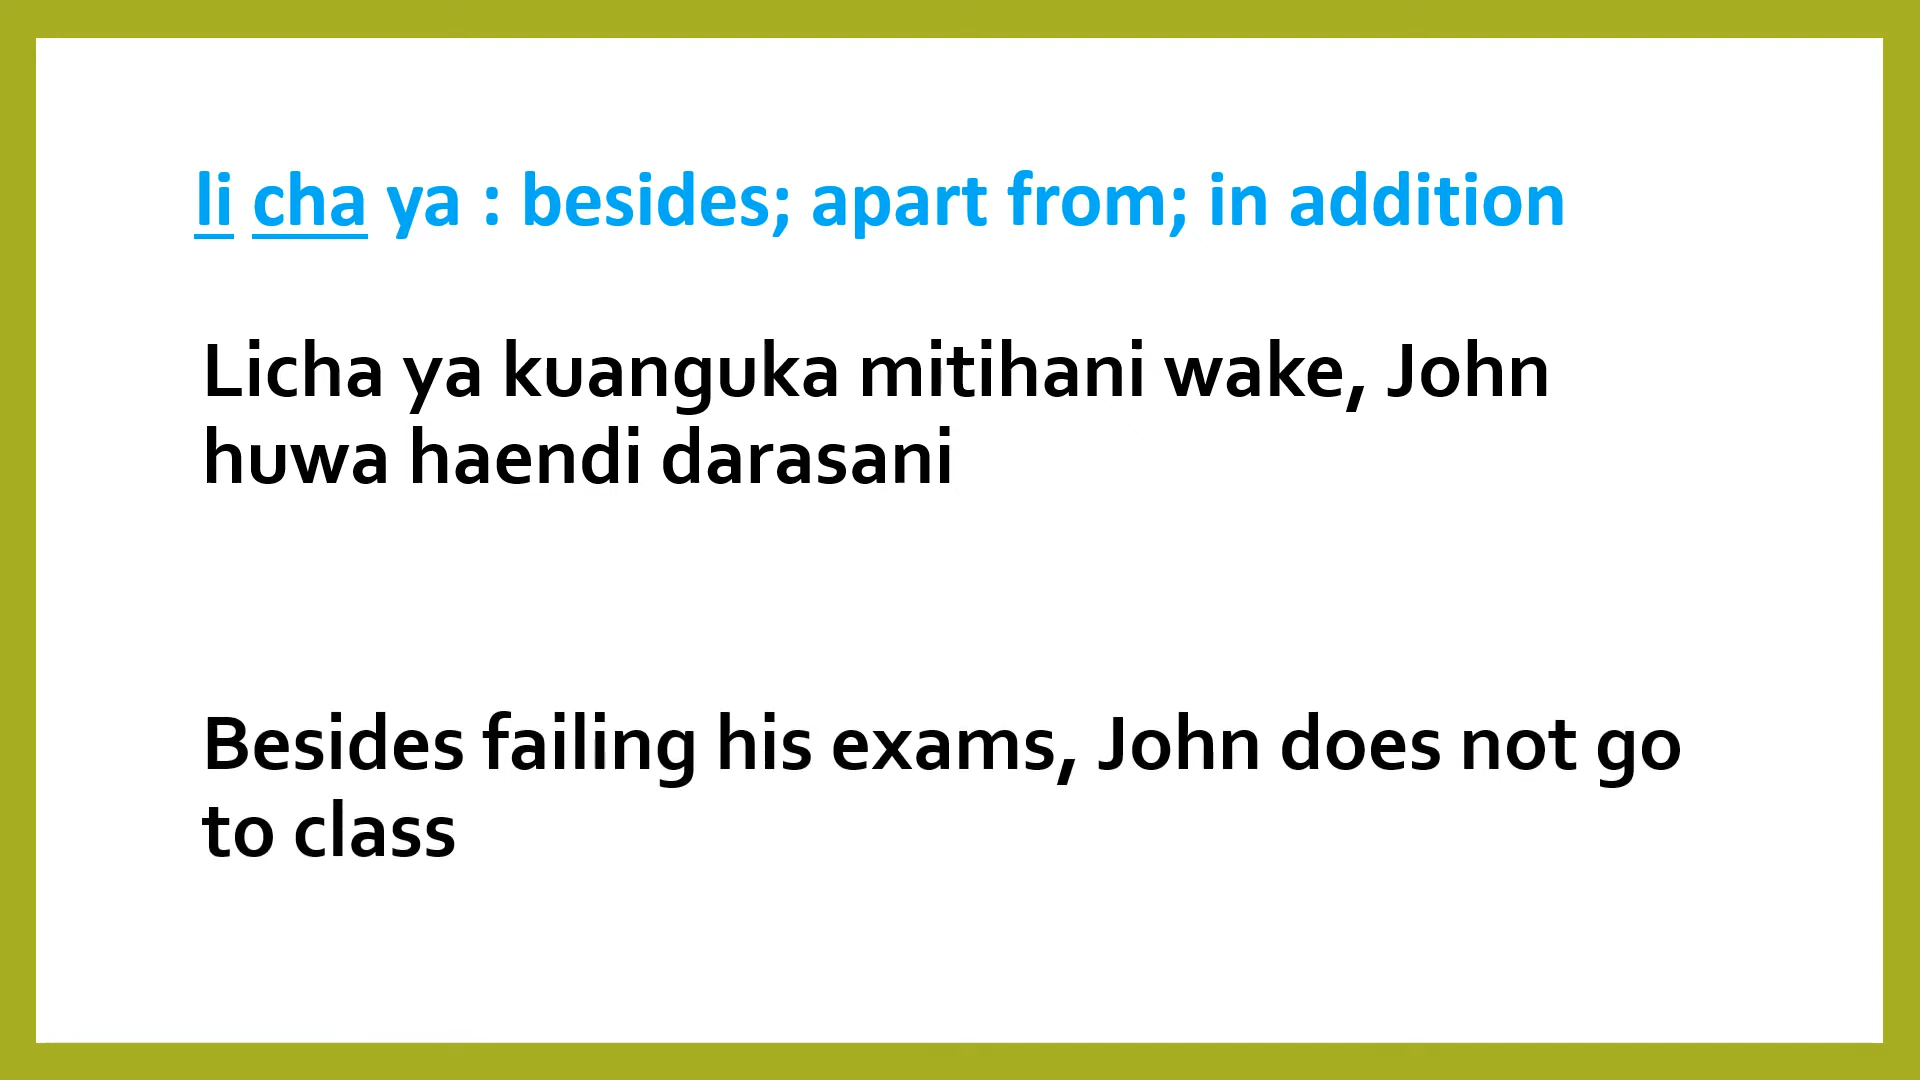 li cha ya : besides; apart from; in addition
Licha ya kuanguka mitihani wake, John
huwa haendi darasani
Besides failing his exams, John does not go
to class